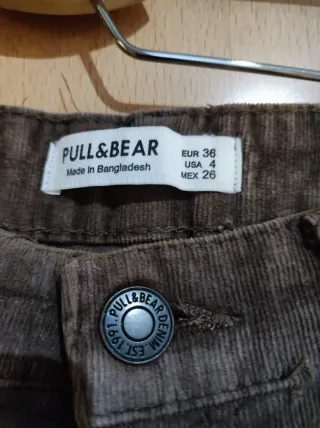 PULL&BEAR
Made in Bangladesh
EUR 36
USA 4
MEX 26
PULL&BEAR DENIM. EST. 1991.